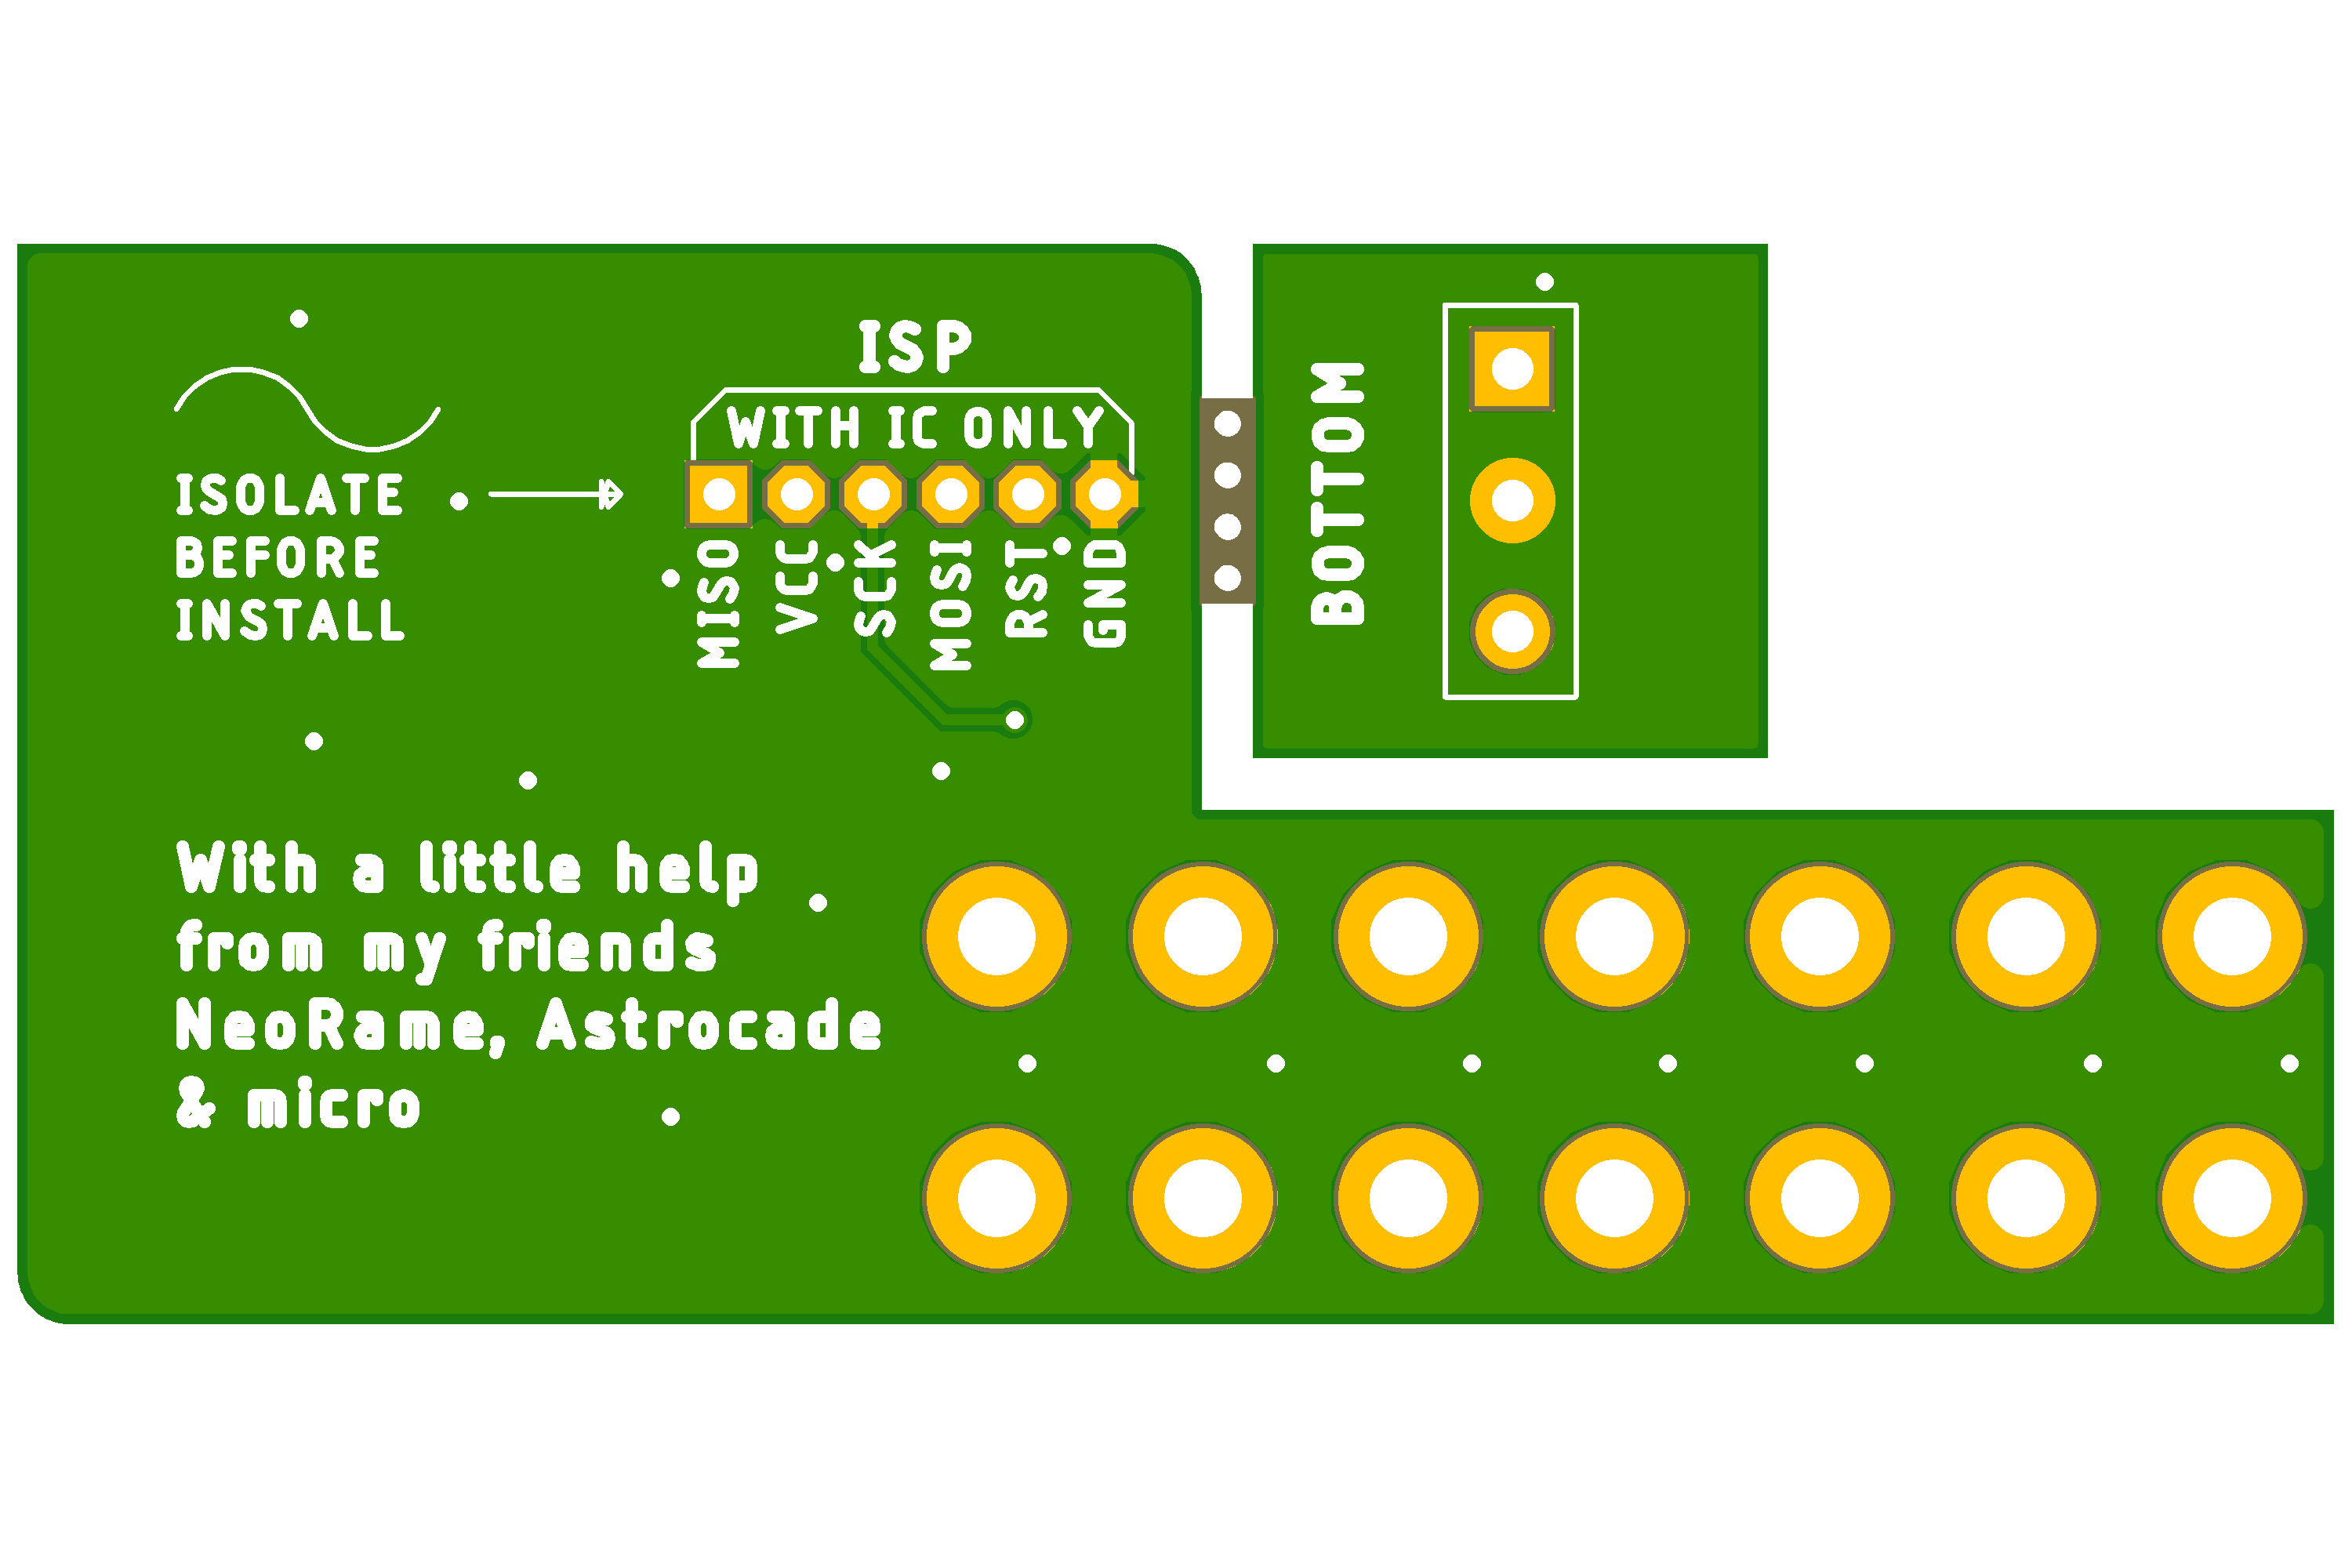 ISP
WITH IC ONLY
ISOLATE
BEFORE
INSTALL
MISO
VCC
SCK
MOSI
RST
GND
BOTTOM
With a little help
from my friends
NeoRame, Astrocade
& micro